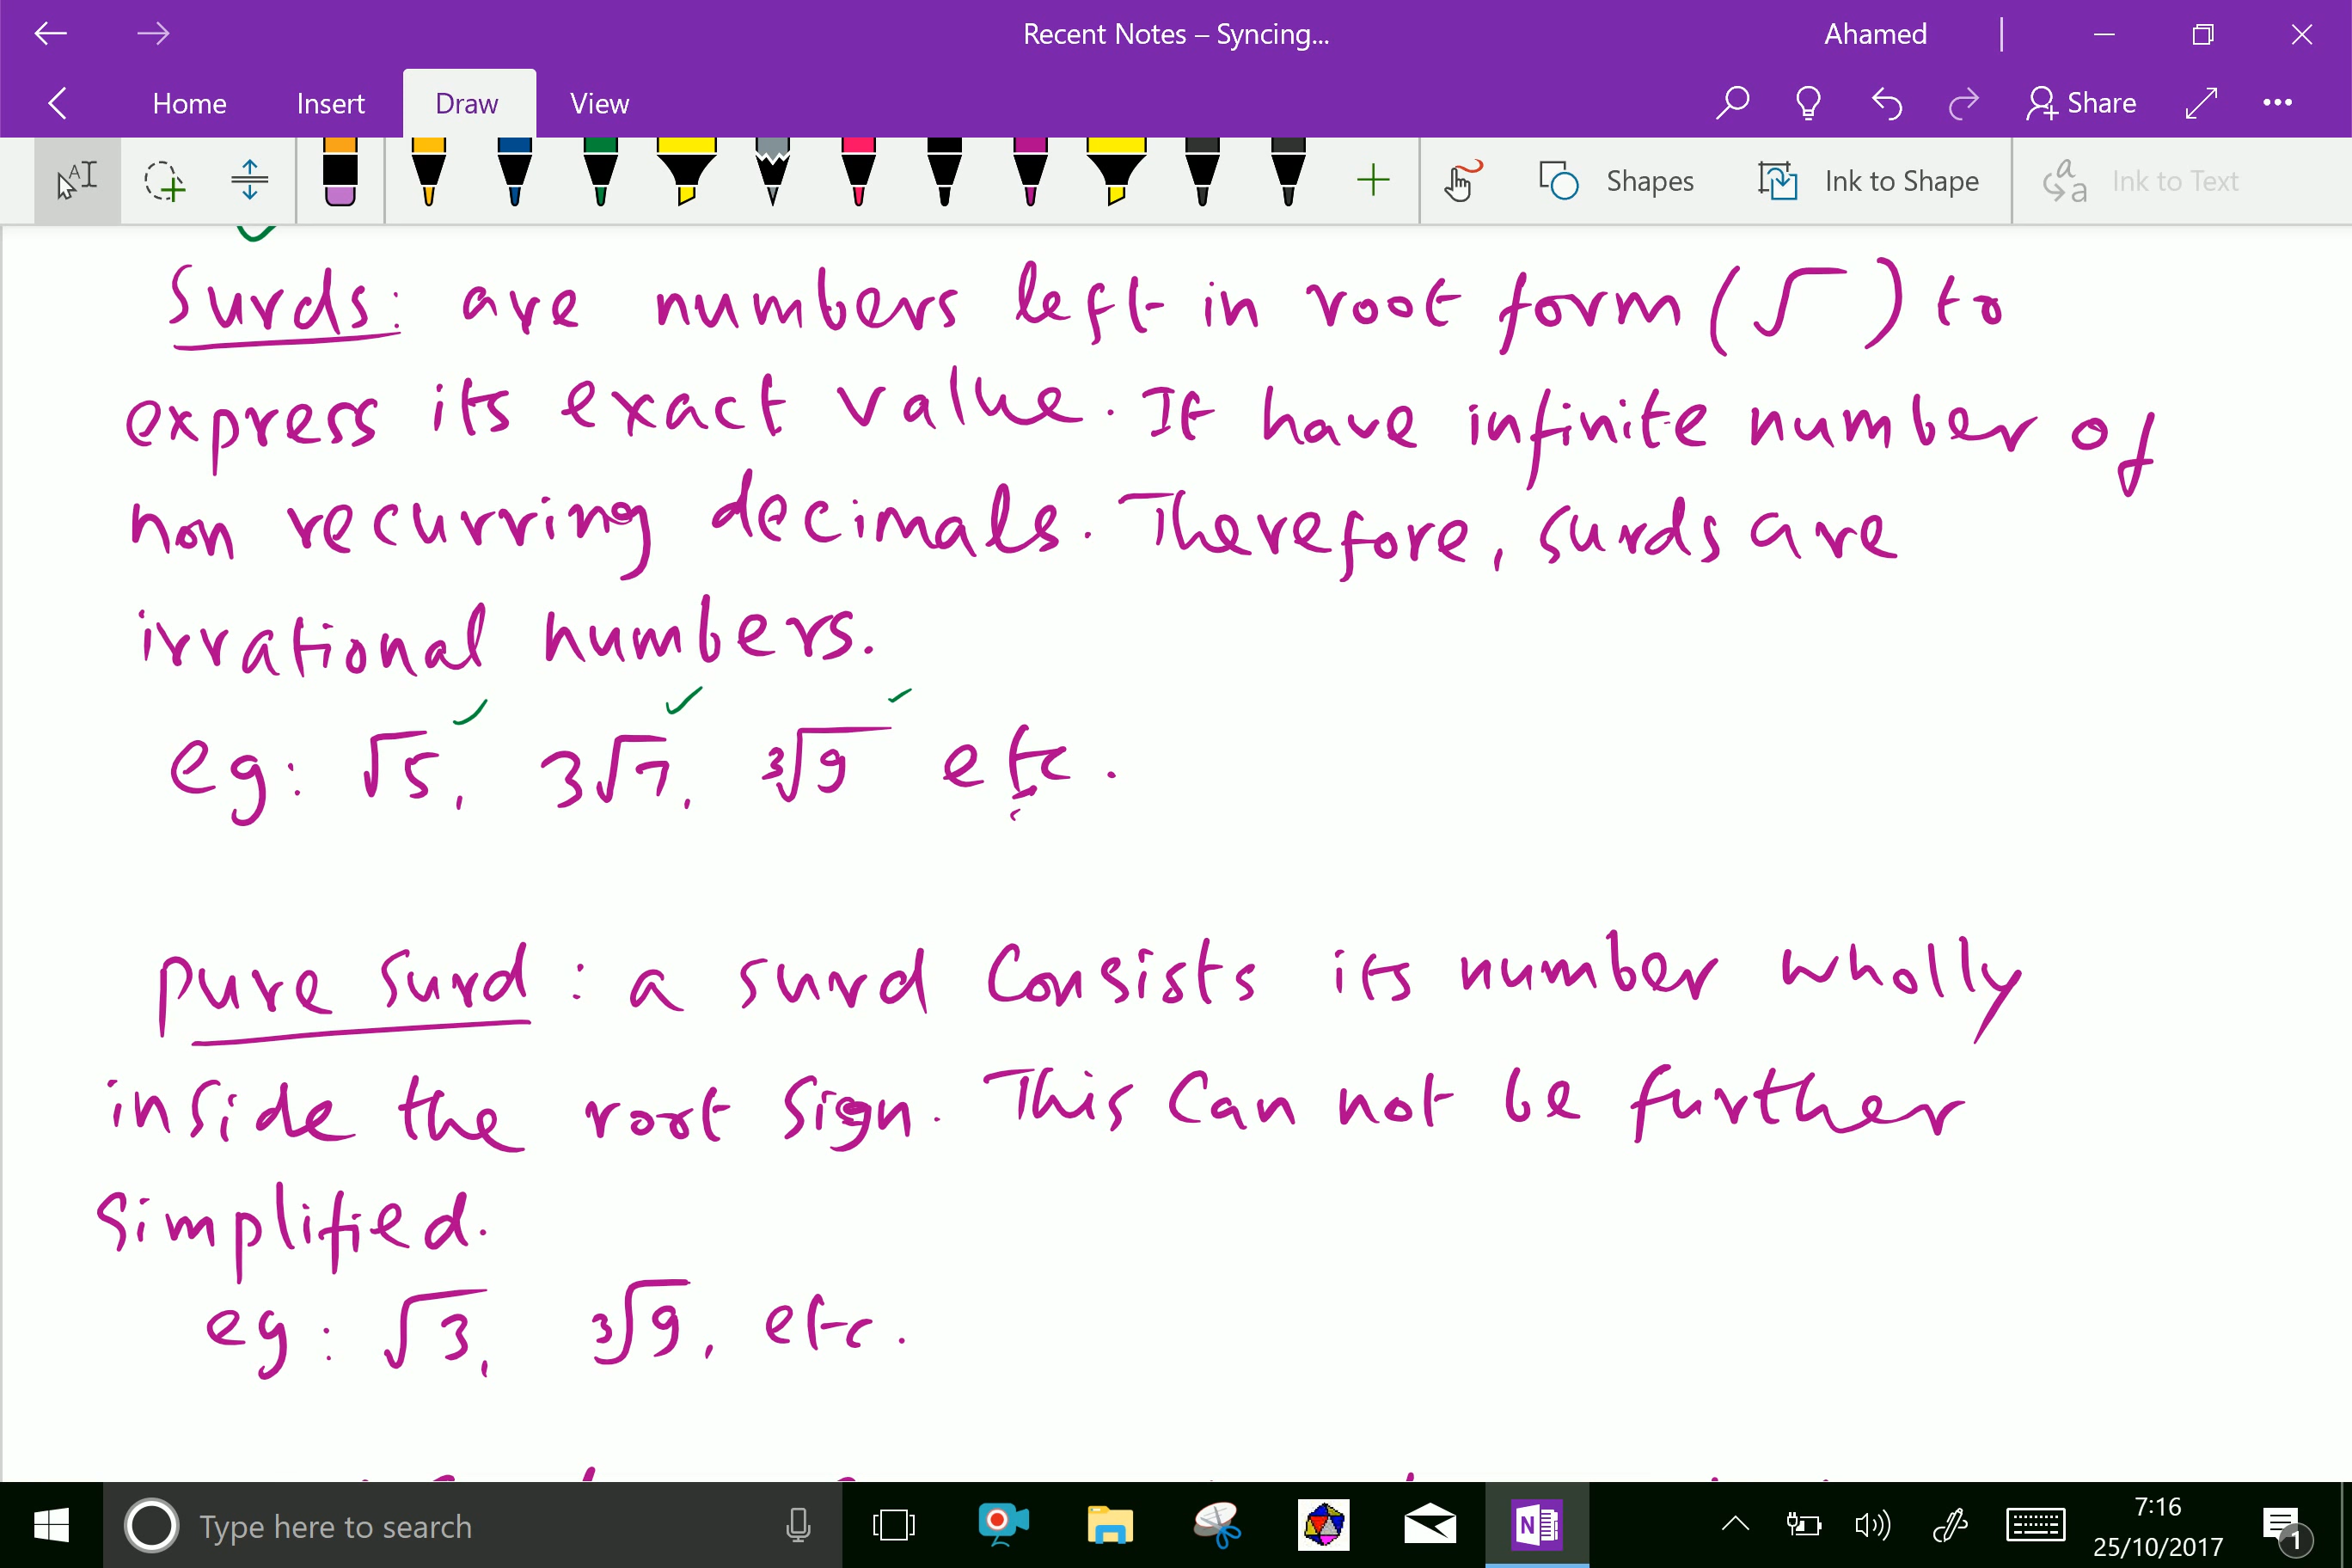 Recent Notes – Syncing...
Ahamed
Home Insert Draw View Share
Shapes Ink to Shape Ink to Text
Surds: are numbers left in root form (√ ) to
express its exact value. It have infinite number of
non recurring decimals. Therefore, surds are
irrational numbers.
eg: √5, 3√7, ³√9 etc.
pure surd : a surd consists its number wholly
inside the root sign. This can not be further
simplified.
eg: √3, ³√9, etc.
Type here to search
7:16
25/10/2017
1